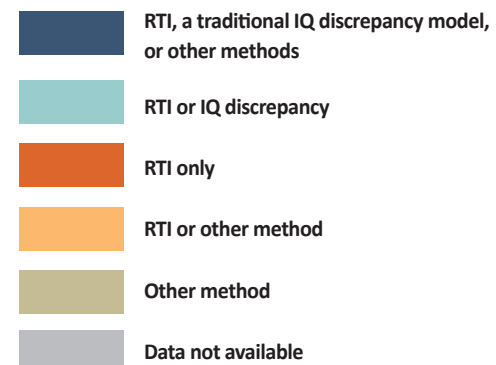 RTI, a traditional IQ discrepancy model,
or other methods
RTI or IQ discrepancy
RTI only
RTI or other method
Other method
Data not available